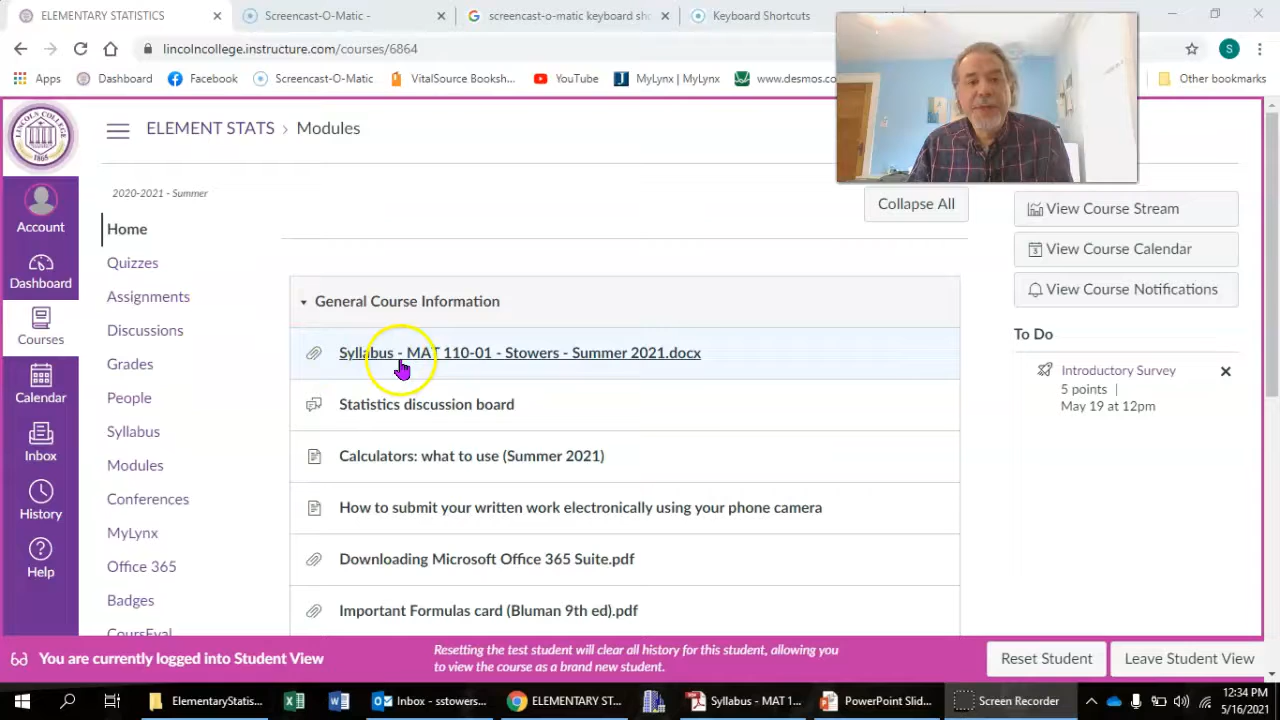 ELEMENTARY STATISTICS
Screencast-O-Matic -
screencast-o-matic keyboard sho
Keyboard Shortcuts
lincolncollege.instructure.com/courses/6864
S
Apps
Dashboard
Facebook
Screencast-O-Matic
VitalSource Booksh...
YouTube
MyLynx | MyLynx
www.desmos.co
Other bookmarks
LINCOLN COLLEGE
1865
ELEMENT STATS > Modules
2020-2021 - Summer
Collapse All
Account
Dashboard
Courses
Calendar
Inbox
History
Help
Home
Quizzes
Assignments
Discussions
Grades
People
Syllabus
Modules
Conferences
MyLynx
Office 365
Badges
CoursEval
General Course Information
Syllabus - MAT 110-01 - Stowers - Summer 2021.docx
Statistics discussion board
Calculators: what to use (Summer 2021)
How to submit your written work electronically using your phone camera
Downloading Microsoft Office 365 Suite.pdf
Important Formulas card (Bluman 9th ed).pdf
View Course Stream
View Course Calendar
View Course Notifications
To Do
Introductory Survey
5 points |
May 19 at 12pm
You are currently logged into Student View
Resetting the test student will clear all history for this student, allowing you
to view the course as a brand new student.
Reset Student
Leave Student View
ElementaryStatis...
Inbox - sstowers...
ELEMENTARY ST...
Syllabus - MAT 1...
PowerPoint Slid...
Screen Recorder
12:34 PM
5/16/2021